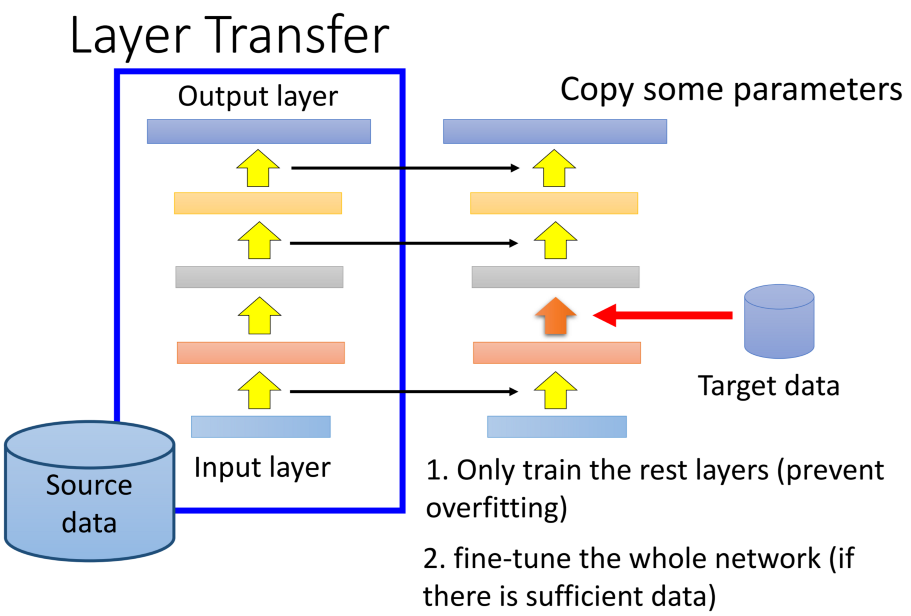 Layer Transfer
Output layer
Copy some parameters
Target data
Input layer
Source
data
1. Only train the rest layers (prevent
overfitting)
2. fine-tune the whole network (if
there is sufficient data)